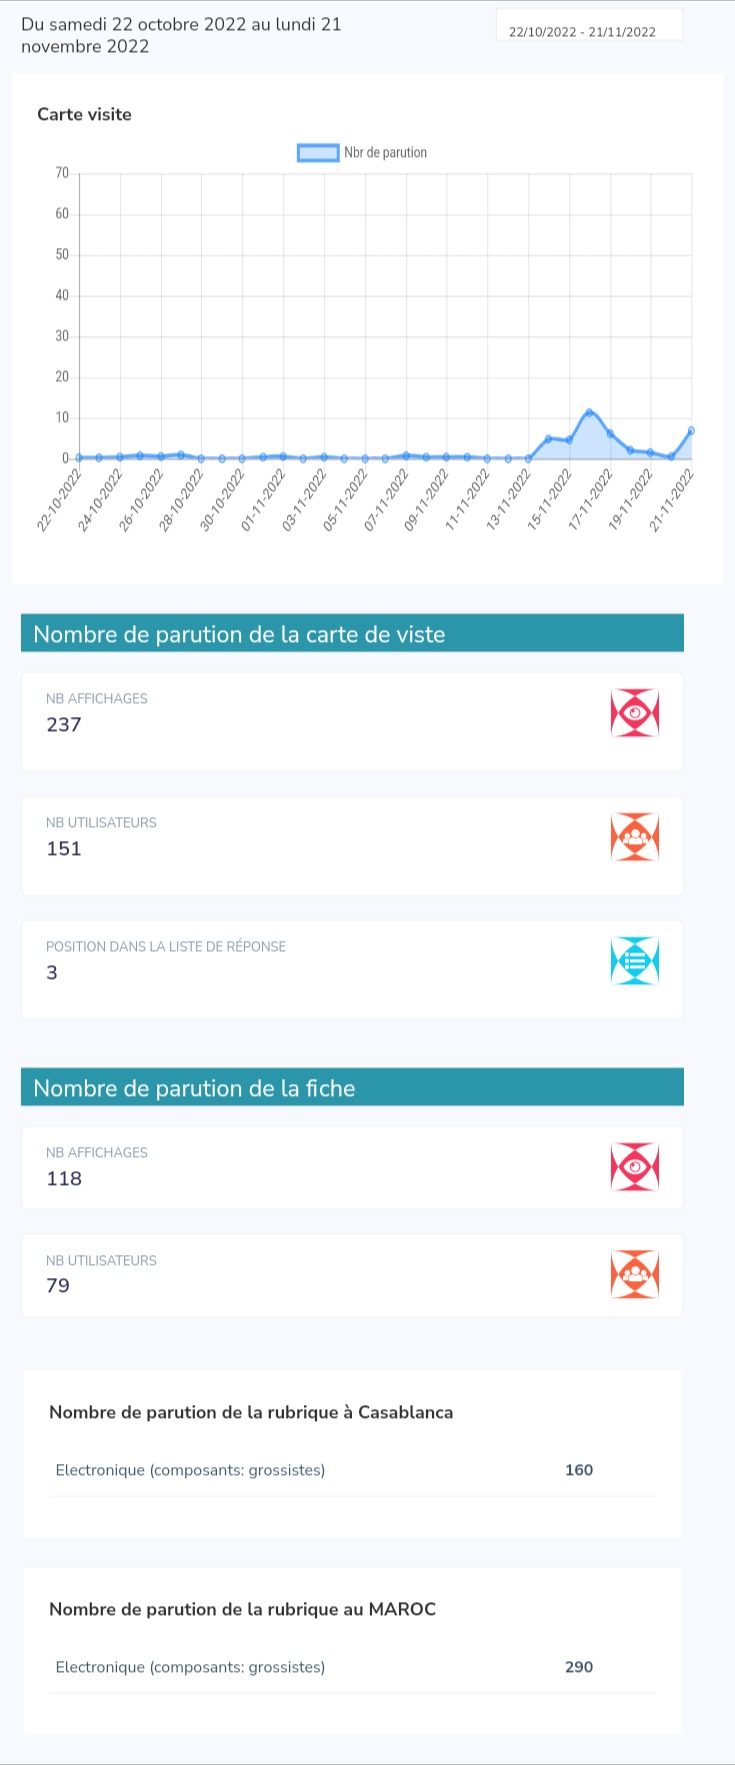 Du samedi 22 octobre 2022 au lundi 21
novembre 2022
22/10/2022 - 21/11/2022
Carte visite
Nbr de parution
70
60
50
40
30
20
10
0
22-10-2022
24-10-2022
26-10-2022
28-10-2022
30-10-2022
01-11-2022
03-11-2022
05-11-2022
07-11-2022
09-11-2022
11-11-2022
13-11-2022
15-11-2022
17-11-2022
19-11-2022
21-11-2022
Nombre de parution de la carte de viste
NB AFFICHAGES
237
NB UTILISATEURS
151
POSITION DANS LA LISTE DE RÉPONSE
3
Nombre de parution de la fiche
NB AFFICHAGES
118
NB UTILISATEURS
79
Nombre de parution de la rubrique à Casablanca
Electronique (composants: grossistes) 160
Nombre de parution de la rubrique au MAROC
Electronique (composants: grossistes) 290